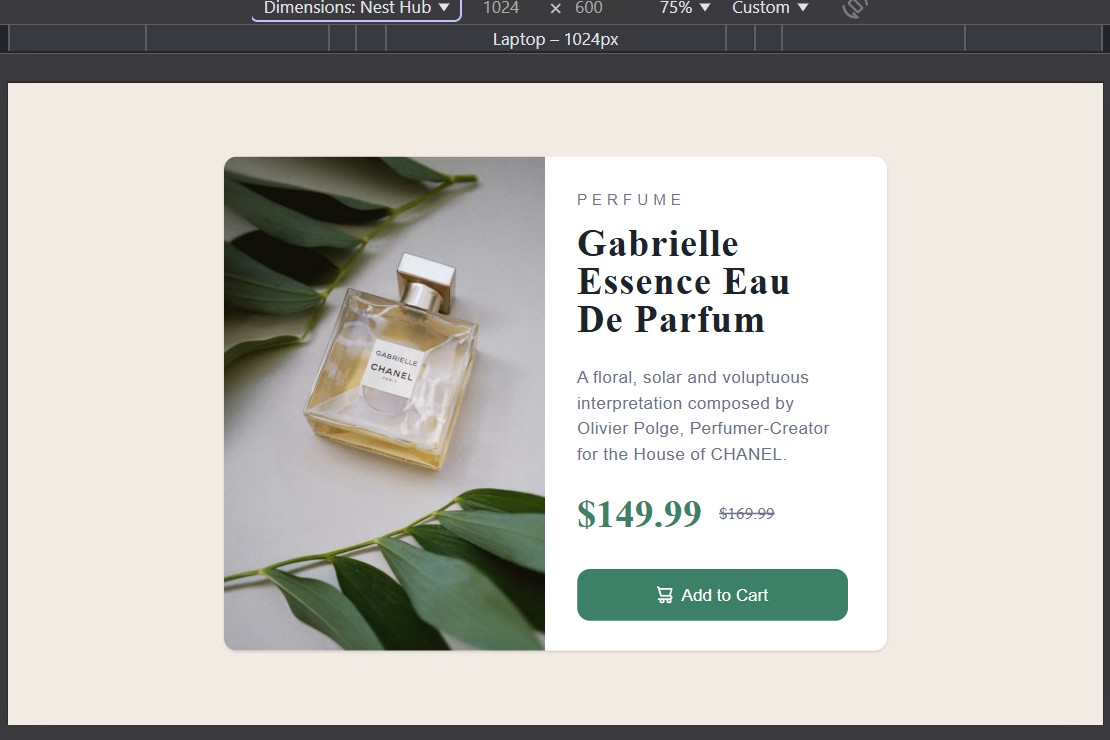 Dimensions: Nest Hub ▼ 1024 × 600 75% ▼ Custom ▼
Laptop – 1024px
PERFUME
Gabrielle
Essence Eau
De Parfum
A floral, solar and voluptuous
interpretation composed by
Olivier Polge, Perfumer-Creator
for the House of CHANEL.
$149.99 $169.99
Add to Cart
GABRIELLE
CHANEL
PARIS